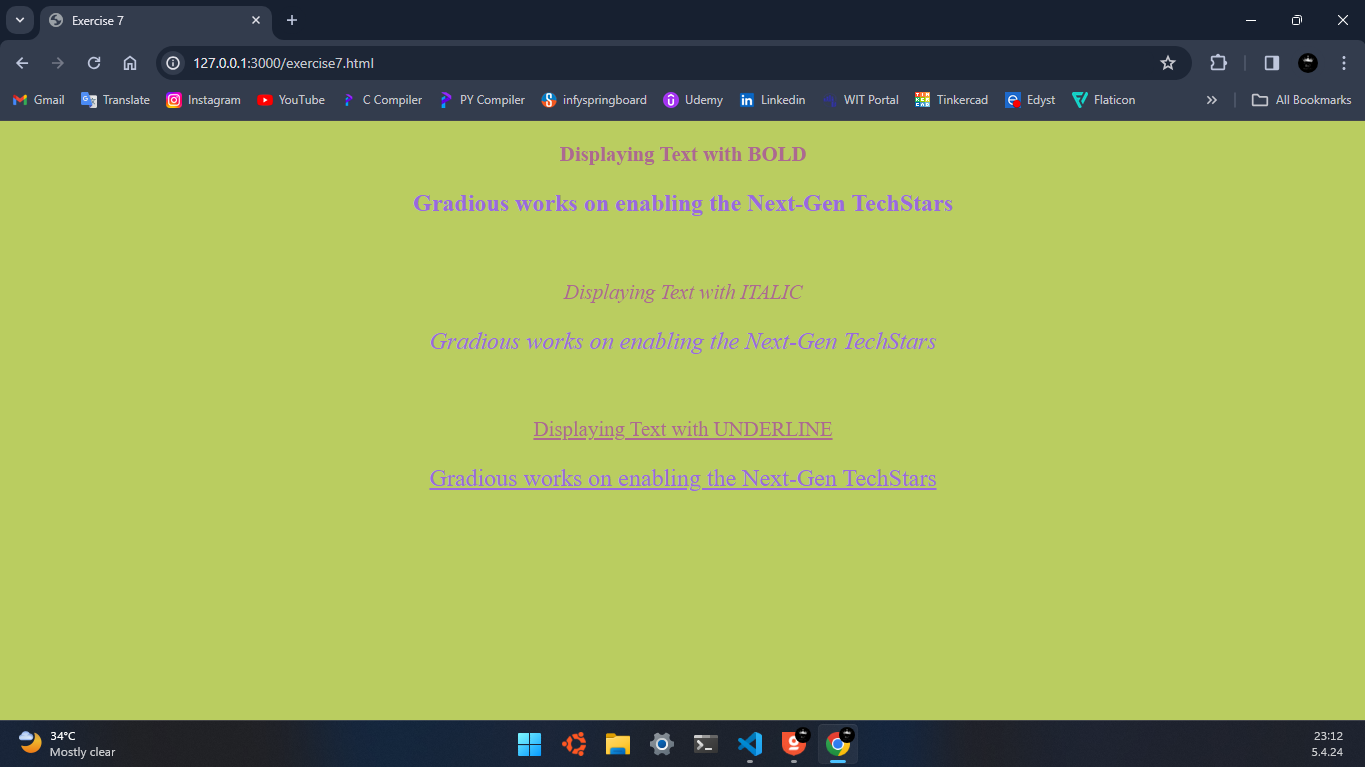 Exercise 7
127.0.0.1:3000/exercise7.html
Gmail Translate Instagram YouTube C Compiler PY Compiler infyspringboard Udemy Linkedin WIT Portal Tinkercad Edyst Flaticon All Bookmarks
Displaying Text with BOLD
Gradious works on enabling the Next-Gen TechStars
Displaying Text with ITALIC
Gradious works on enabling the Next-Gen TechStars
Displaying Text with UNDERLINE
Gradious works on enabling the Next-Gen TechStars
34°C
Mostly clear
23:12
5.4.24